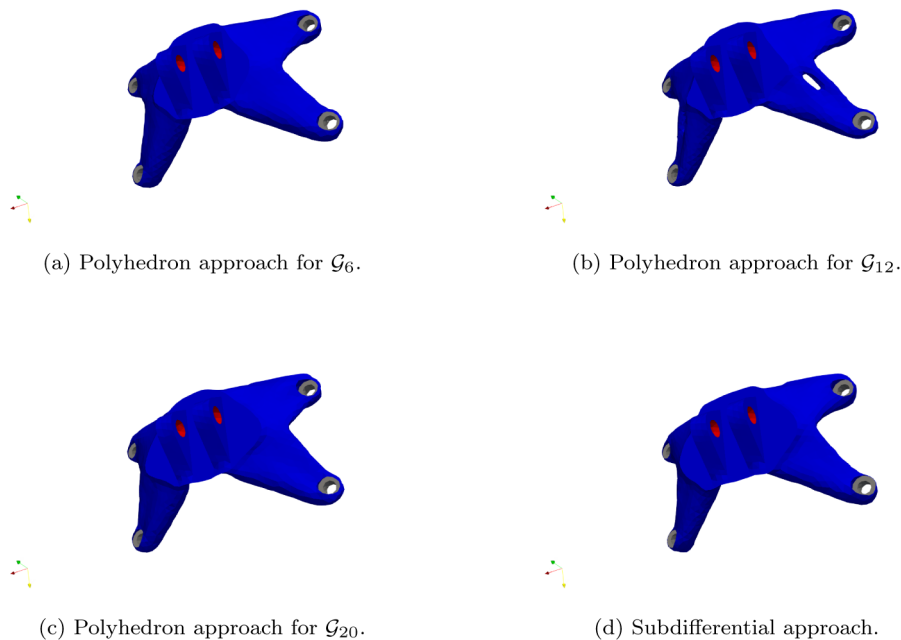 (a) Polyhedron approach for 𝒢₆.
(b) Polyhedron approach for 𝒢₁₂.
(c) Polyhedron approach for 𝒢₂₀.
(d) Subdifferential approach.